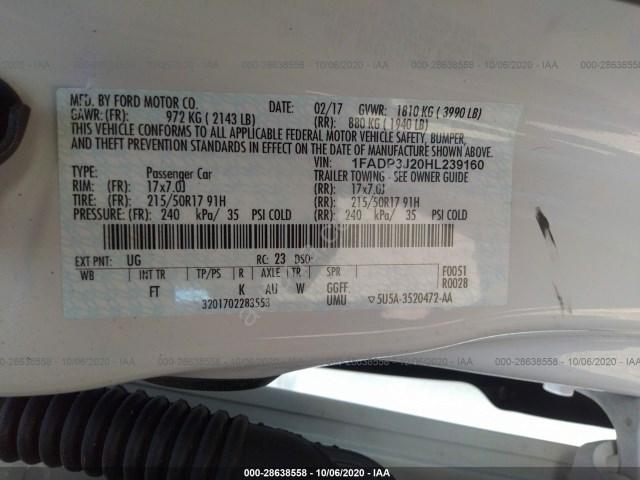 000-28638558 - 10/06/2020 - IAA
MFD. BY FORD MOTOR CO. DATE: 02/17 GVWR: 1810 KG ( 3990 LB)
GAWR: (FR): 972 KG ( 2143 LB) (RR): 880 KG ( 1940 LB)
THIS VEHICLE CONFORMS TO ALL APPLICABLE FEDERAL MOTOR VEHICLE SAFETY, BUMPER,
AND THEFT PREVENTION STANDARDS IN EFFECT ON THE DATE OF MANUFACTURE SHOWN ABOVE.
VIN: 1FADP3J20HL239160
TYPE: Passenger Car TRAILER TOWING - SEE OWNER GUIDE
RIM: (FR): 17x7.0J (RR): 17x7.0J
TIRE: (FR): 215/50R17 91H (RR): 215/50R17 91H
PRESSURE: (FR): 240 kPa/ 35 PSI COLD (RR): 240 kPa/ 35 PSI COLD
EXT PNT: UG RC: 23 DSO:
WB INT TR TP/PS R AXLE TR SPR F0051
FT K AU W GGFF R0028
3201702283553 UMU 5U5A-3520472-AA
000-28638558 - 10/06/2020 - IAA
000-28638558 - 10/06/2020 - IAA
000-28638558 - 10/06/2020 - IAA